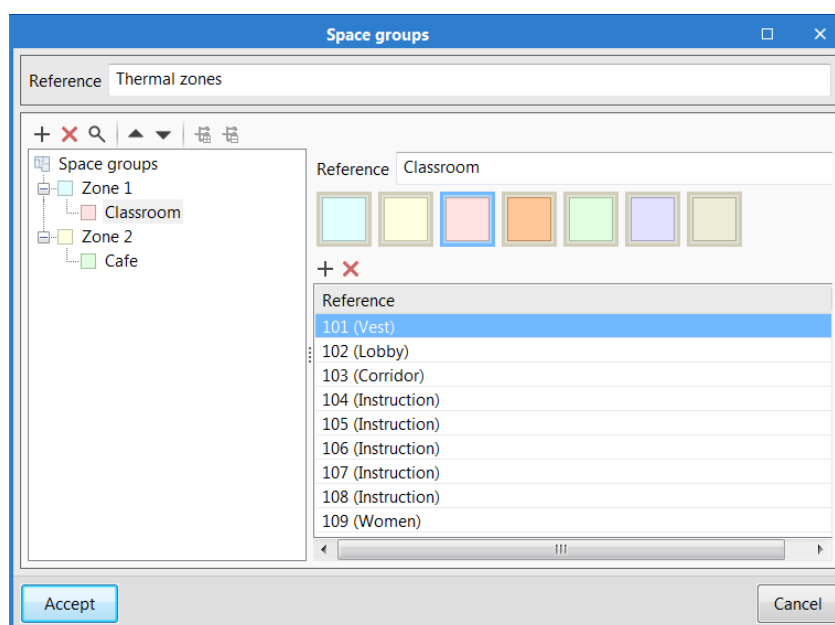 Space groups
Reference Thermal zones
Space groups
Zone 1
Classroom
Zone 2
Cafe
Reference Classroom
Reference
101 (Vest)
102 (Lobby)
103 (Corridor)
104 (Instruction)
105 (Instruction)
106 (Instruction)
107 (Instruction)
108 (Instruction)
109 (Women)
Accept
Cancel